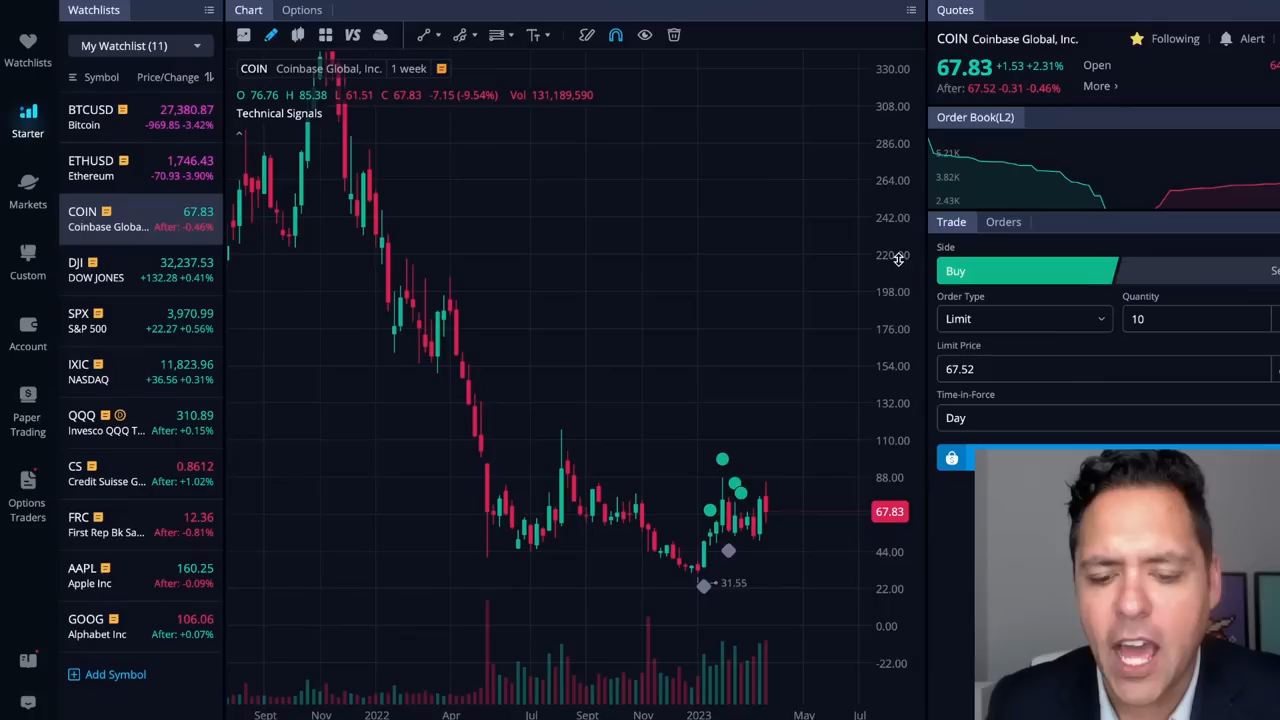 Watchlists
Chart
Options
Quotes
My Watchlist (11)
Symbol
Price/Change
BTCUSD
27,380.87
Bitcoin
-969.85 -3.42%
ETHUSD
1,746.43
Ethereum
-70.93 -3.90%
COIN
67.83
Coinbase Globa...
After: -0.46%
DJI
32,237.53
DOW JONES
+132.28 +0.41%
SPX
3,970.99
S&P 500
+22.27 +0.56%
IXIC
11,823.96
NASDAQ
+36.56 +0.31%
QQQ
310.89
Invesco QQQ T...
After: +0.15%
CS
0.8612
Credit Suisse G...
After: +1.02%
FRC
12.36
First Rep Bk Sa...
After: -0.81%
AAPL
160.25
Apple Inc
After: -0.09%
GOOG
106.06
Alphabet Inc
After: +0.07%
Add Symbol
Watchlists
Starter
Markets
Custom
Account
Paper
Trading
Options
Traders
VS
COIN Coinbase Global, Inc. 1 week
O 76.76 H 85.38 L 61.51 C 67.83 -7.15 (-9.54%) Vol 131,189,590
Technical Signals
330.00
308.00
286.00
264.00
242.00
220.00
198.00
176.00
154.00
132.00
110.00
88.00
67.83
44.00
22.00
0.00
-22.00
31.55
Sept
Nov
2022
Apr
Jul
Sept
Nov
2023
May
Jul
COIN Coinbase Global, Inc.
Following
Alert
67.83 +1.53 +2.31%
Open
After: 67.52 -0.31 -0.46%
More
Order Book(L2)
5.21K
3.82K
2.43K
Trade
Orders
Side
Buy
Order Type
Quantity
Limit
10
Limit Price
67.52
Time-in-Force
Day